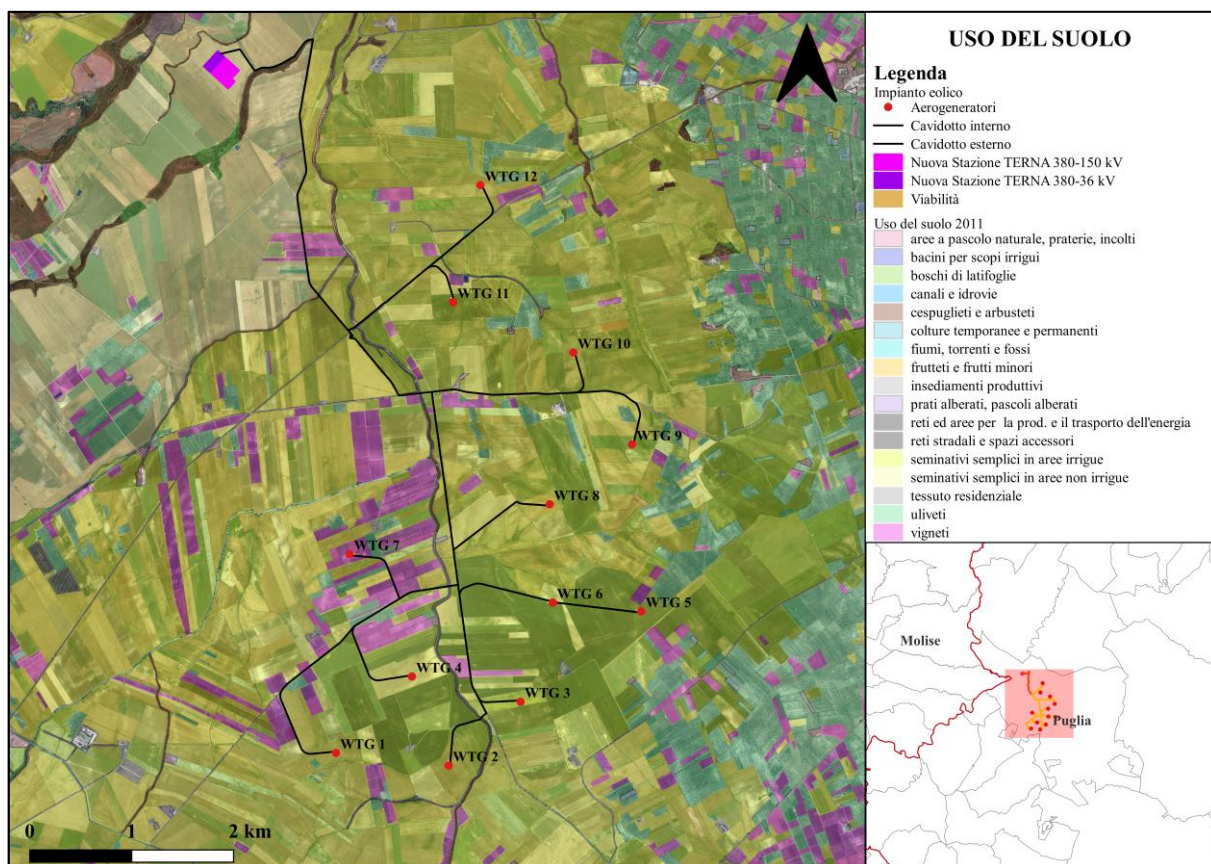 USO DEL SUOLO
Legenda
Impianto eolico
Aerogeneratori
Cavidotto interno
Cavidotto esterno
Nuova Stazione TERNA 380-150 kV
Nuova Stazione TERNA 380-36 kV
Viabilità
Uso del suolo 2011
aree a pascolo naturale, praterie, incolti
bacini per scopi irrigui
boschi di latifoglie
canali e idrovie
cespuglieti e arbusteti
colture temporanee e permanenti
fiumi, torrenti e fossi
frutteti e frutti minori
insediamenti produttivi
prati alberati, pascoli alberati
reti ed aree per la prod. e il trasporto dell'energia
reti stradali e spazi accessori
seminativi semplici in aree irrigue
seminativi semplici in aree non irrigue
tessuto residenziale
uliveti
vigneti
WTG 12
WTG 11
WTG 10
WTG 9
WTG 8
WTG 7
WTG 6
WTG 5
WTG 4
WTG 3
WTG 1
WTG 2
0 1 2 km
Molise
Puglia